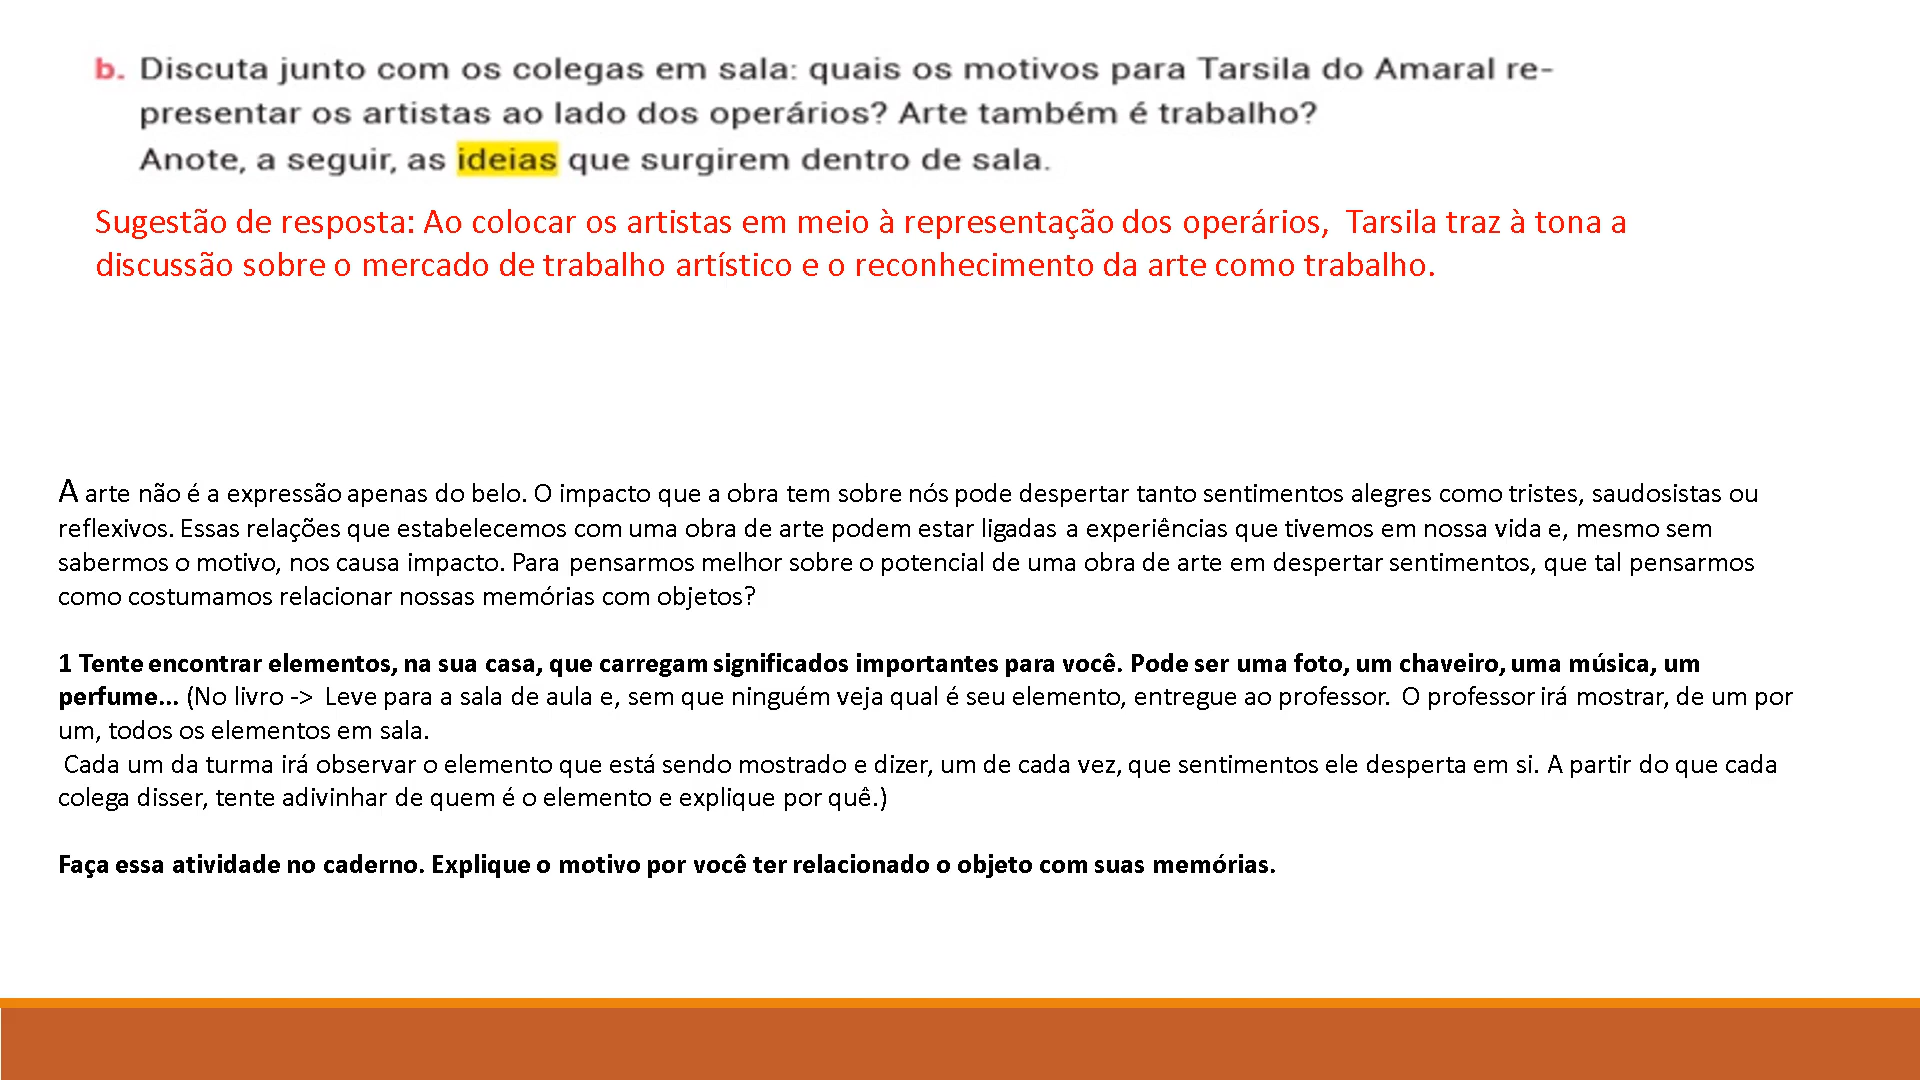 b. Discuta junto com os colegas em sala: quais os motivos para Tarsila do Amaral re-
presentar os artistas ao lado dos operários? Arte também é trabalho?
Anote, a seguir, as ideias que surgirem dentro de sala.
Sugestão de resposta: Ao colocar os artistas em meio à representação dos operários, Tarsila traz à tona a
discussão sobre o mercado de trabalho artístico e o reconhecimento da arte como trabalho.
A arte não é a expressão apenas do belo. O impacto que a obra tem sobre nós pode despertar tanto sentimentos alegres como tristes, saudosistas ou
reflexivos. Essas relações que estabelecemos com uma obra de arte podem estar ligadas a experiências que tivemos em nossa vida e, mesmo sem
sabermos o motivo, nos causa impacto. Para pensarmos melhor sobre o potencial de uma obra de arte em despertar sentimentos, que tal pensarmos
como costumamos relacionar nossas memórias com objetos?
1 Tente encontrar elementos, na sua casa, que carregam significados importantes para você. Pode ser uma foto, um chaveiro, uma música, um
perfume... (No livro -> Leve para a sala de aula e, sem que ninguém veja qual é seu elemento, entregue ao professor. O professor irá mostrar, de um por
um, todos os elementos em sala.
Cada um da turma irá observar o elemento que está sendo mostrado e dizer, um de cada vez, que sentimentos ele desperta em si. A partir do que cada
colega disser, tente adivinhar de quem é o elemento e explique por quê.)
Faça essa atividade no caderno. Explique o motivo por você ter relacionado o objeto com suas memórias.